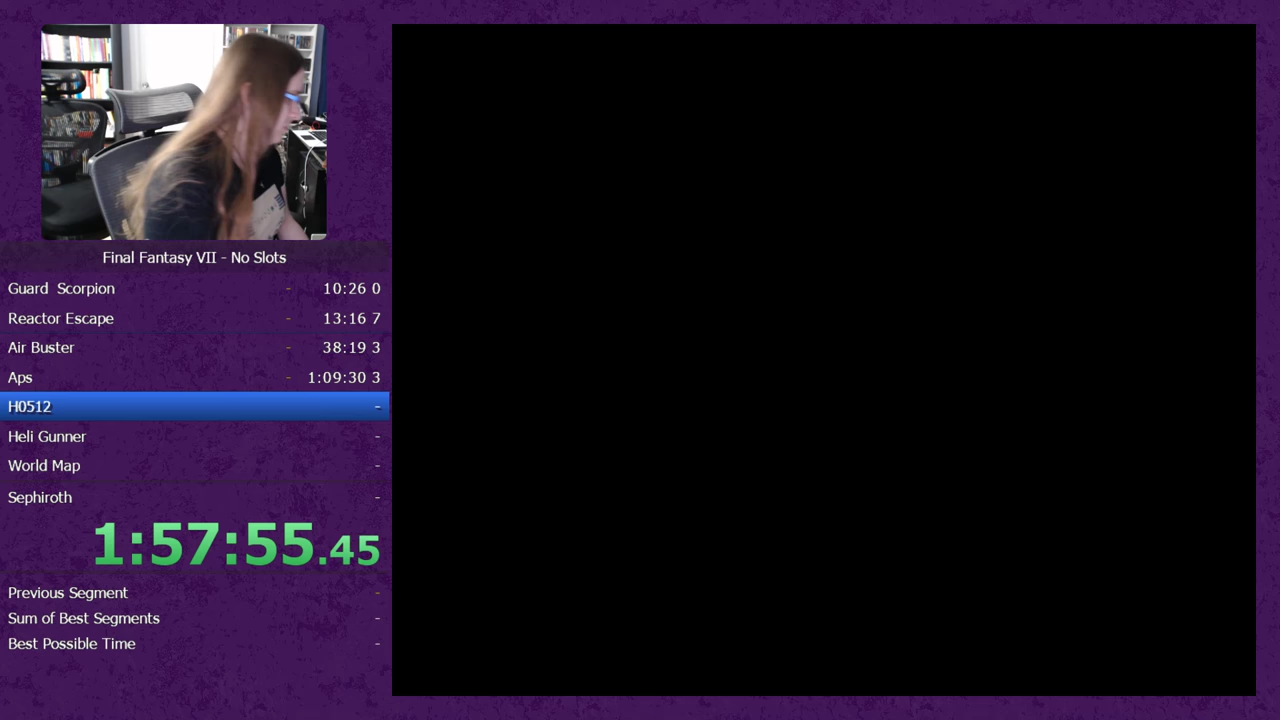 Final Fantasy VII - No Slots
Guard Scorpion - 10:26 0
Reactor Escape - 13:16 7
Air Buster - 38:19 3
Aps - 1:09:30 3
H0512 -
Heli Gunner -
World Map -
Sephiroth -
1:57:55.45
Previous Segment -
Sum of Best Segments -
Best Possible Time -